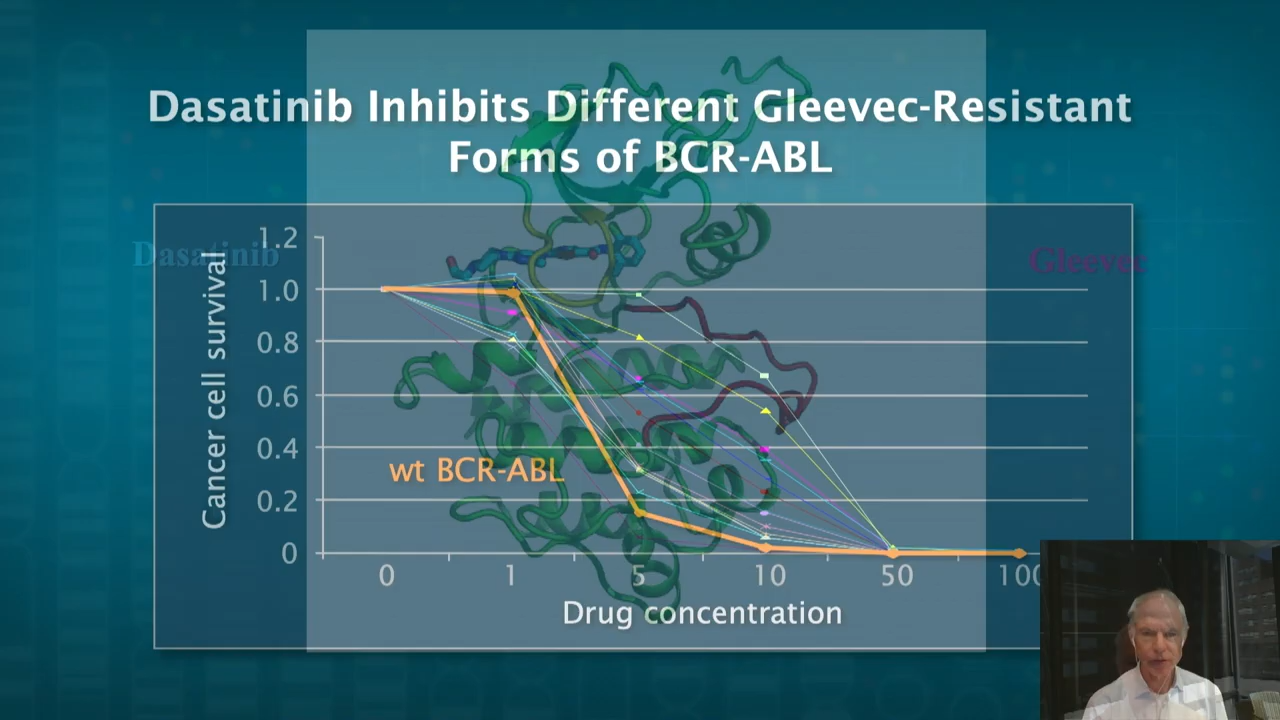 Dasatinib Inhibits Different Gleevec-Resistant
Forms of BCR-ABL
Dasatinib
Gleevec
Cancer cell survival
1.2
1.0
0.8
0.6
0.4
0.2
0
wt BCR-ABL
0 1 5 10 50 100
Drug concentration